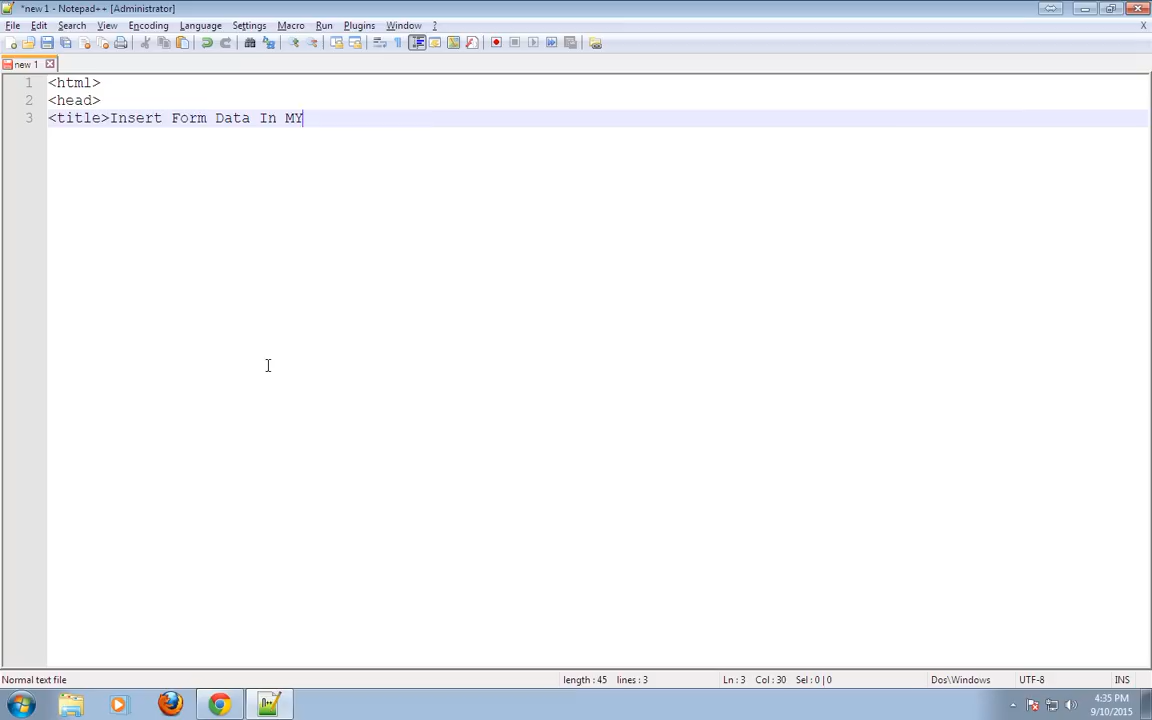 *new 1 - Notepad++ [Administrator]
File Edit Search View Encoding Language Settings Macro Run Plugins Window ? X
new 1
1 <html>
2 <head>
3 <title>Insert Form Data In MY
Normal text file length : 45 lines : 3 Ln : 3 Col : 30 Sel : 0 | 0 Dos\Windows UTF-8 INS
4:35 PM
9/10/2015